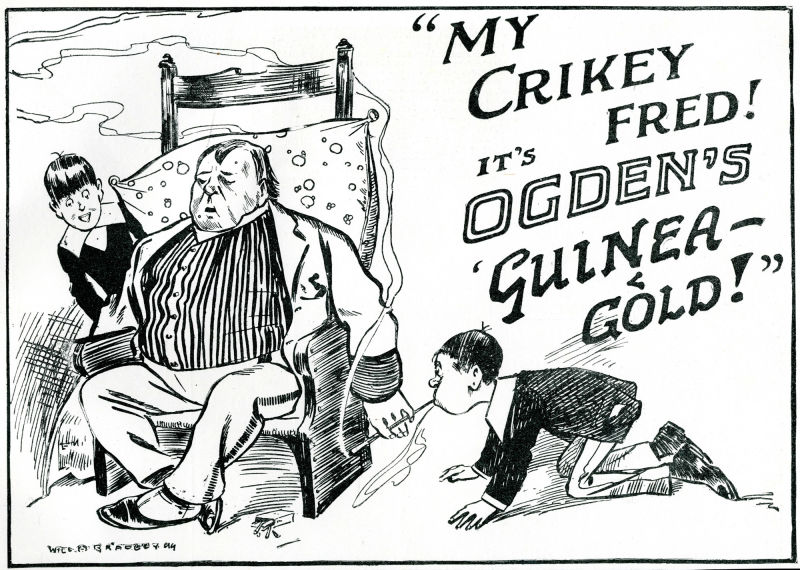 “MY
CRIKEY
FRED!
IT'S
OGDEN'S
‘GUINEA-
GOLD!”